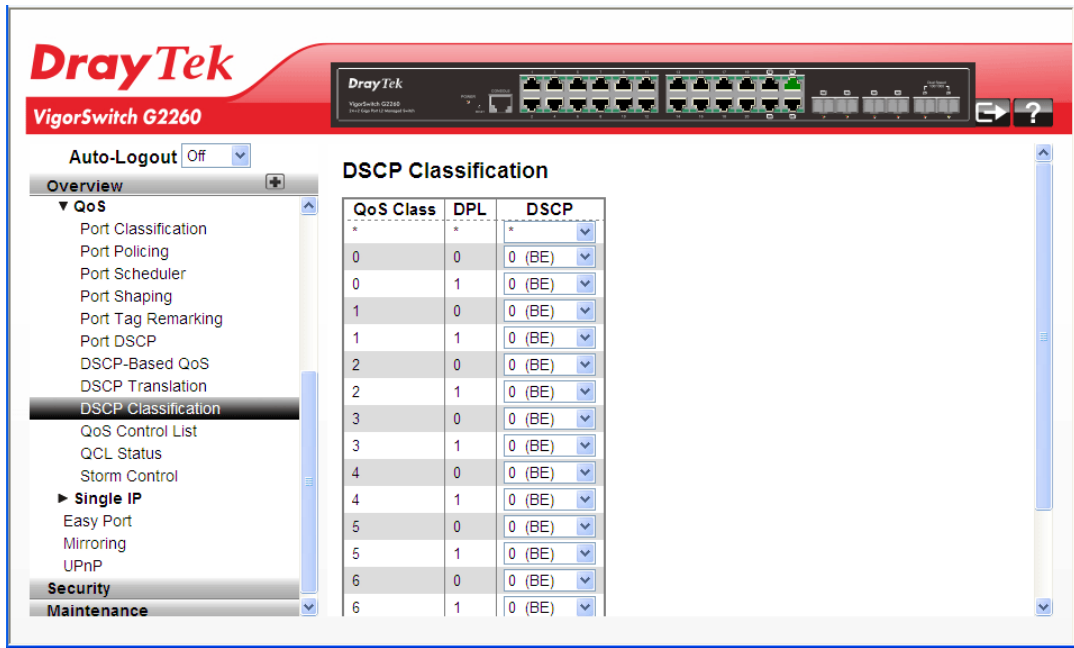 DrayTek
VigorSwitch G2260
DrayTek
VigorSwitch G2260
Auto-Logout Off
Overview
▼ QoS
Port Classification
Port Policing
Port Scheduler
Port Shaping
Port Tag Remarking
Port DSCP
DSCP-Based QoS
DSCP Translation
DSCP Classification
QoS Control List
QCL Status
Storm Control
► Single IP
Easy Port
Mirroring
UPnP
Security
Maintenance
?
DSCP Classification
QoS Class DPL DSCP
* * *
0 0 0 (BE)
0 1 0 (BE)
1 0 0 (BE)
1 1 0 (BE)
2 0 0 (BE)
2 1 0 (BE)
3 0 0 (BE)
3 1 0 (BE)
4 0 0 (BE)
4 1 0 (BE)
5 0 0 (BE)
5 1 0 (BE)
6 0 0 (BE)
6 1 0 (BE)